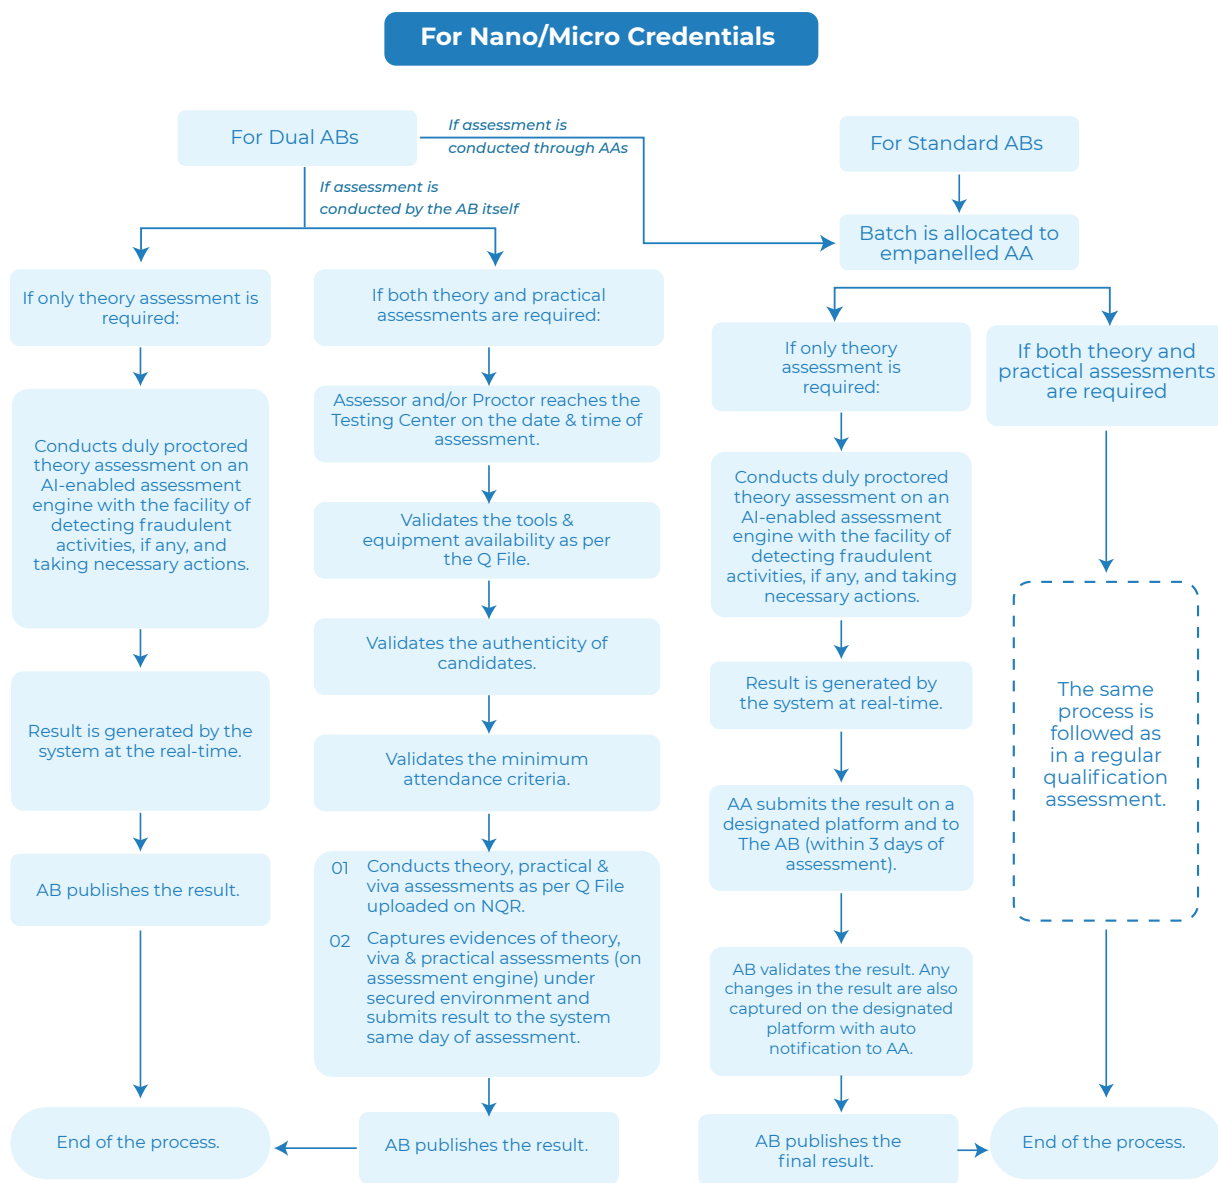 For Nano/Micro Credentials
For Dual ABs
If assessment is
conducted through AAs
If assessment is
conducted by the AB itself
If only theory assessment is
required:
Conducts duly proctored
theory assessment on an
AI-enabled assessment
engine with the facility of
detecting fraudulent
activities, if any, and
taking necessary actions.
Result is generated by the
system at the real-time.
AB publishes the result.
End of the process.
If both theory and practical
assessments are required:
Assessor and/or Proctor reaches the
Testing Center on the date & time of
assessment.
Validates the tools &
equipment availability as per
the Q File.
Validates the authenticity of
candidates.
Validates the minimum
attendance criteria.
01 Conducts theory, practical &
viva assessments as per Q File
uploaded on NQR.
02 Captures evidences of theory,
viva & practical assessments (on
assessment engine) under
secured environment and
submits result to the system
same day of assessment.
AB publishes the result.
For Standard ABs
Batch is allocated to
empanelled AA
If only theory
assessment is
required:
Conducts duly proctored
theory assessment on an
AI-enabled assessment
engine with the facility of
detecting fraudulent
activities, if any, and taking
necessary actions.
Result is generated by
the system at real-time.
AA submits the result on a
designated platform and to
The AB (within 3 days of
assessment).
AB validates the result. Any
changes in the result are also
captured on the designated
platform with auto
notification to AA.
AB publishes the
final result.
If both theory and
practical assessments
are required
The same
process is
followed as
in a regular
qualification
assessment.
End of the process.